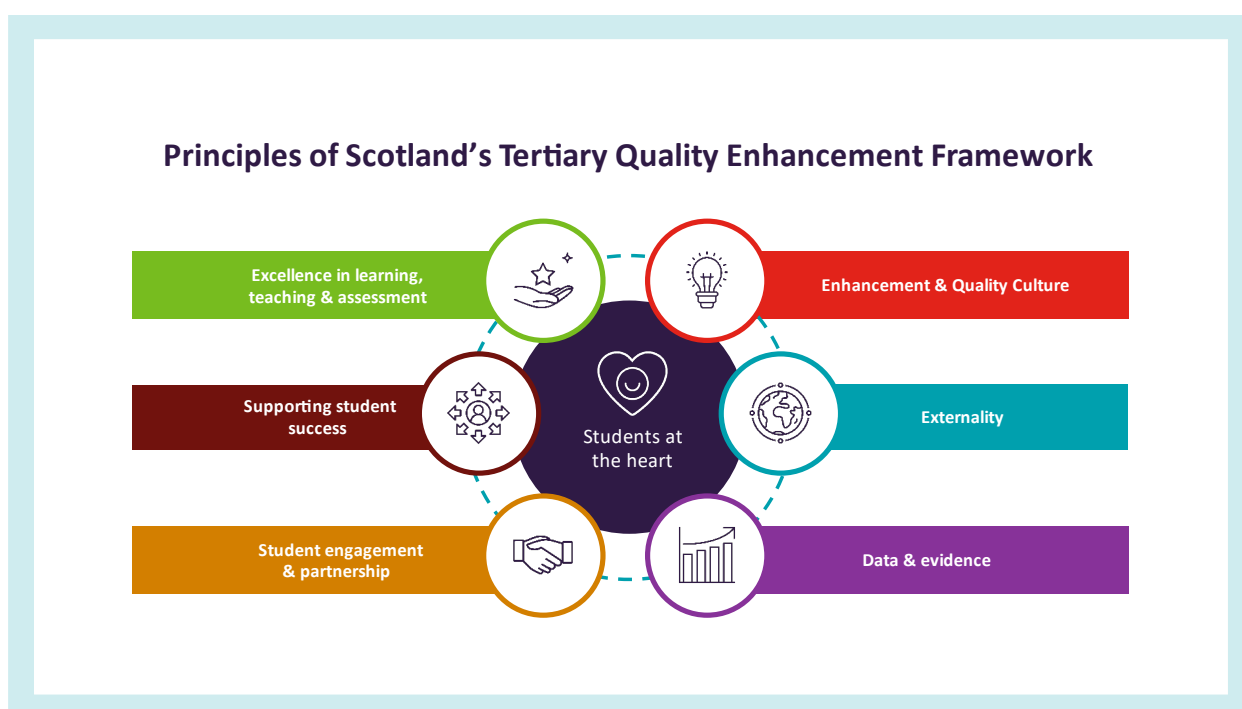 Principles of Scotland's Tertiary Quality Enhancement Framework
Excellence in learning,
teaching & assessment
Enhancement & Quality Culture
Supporting student
success
Students at
the heart
Externality
Student engagement
& partnership
Data & evidence